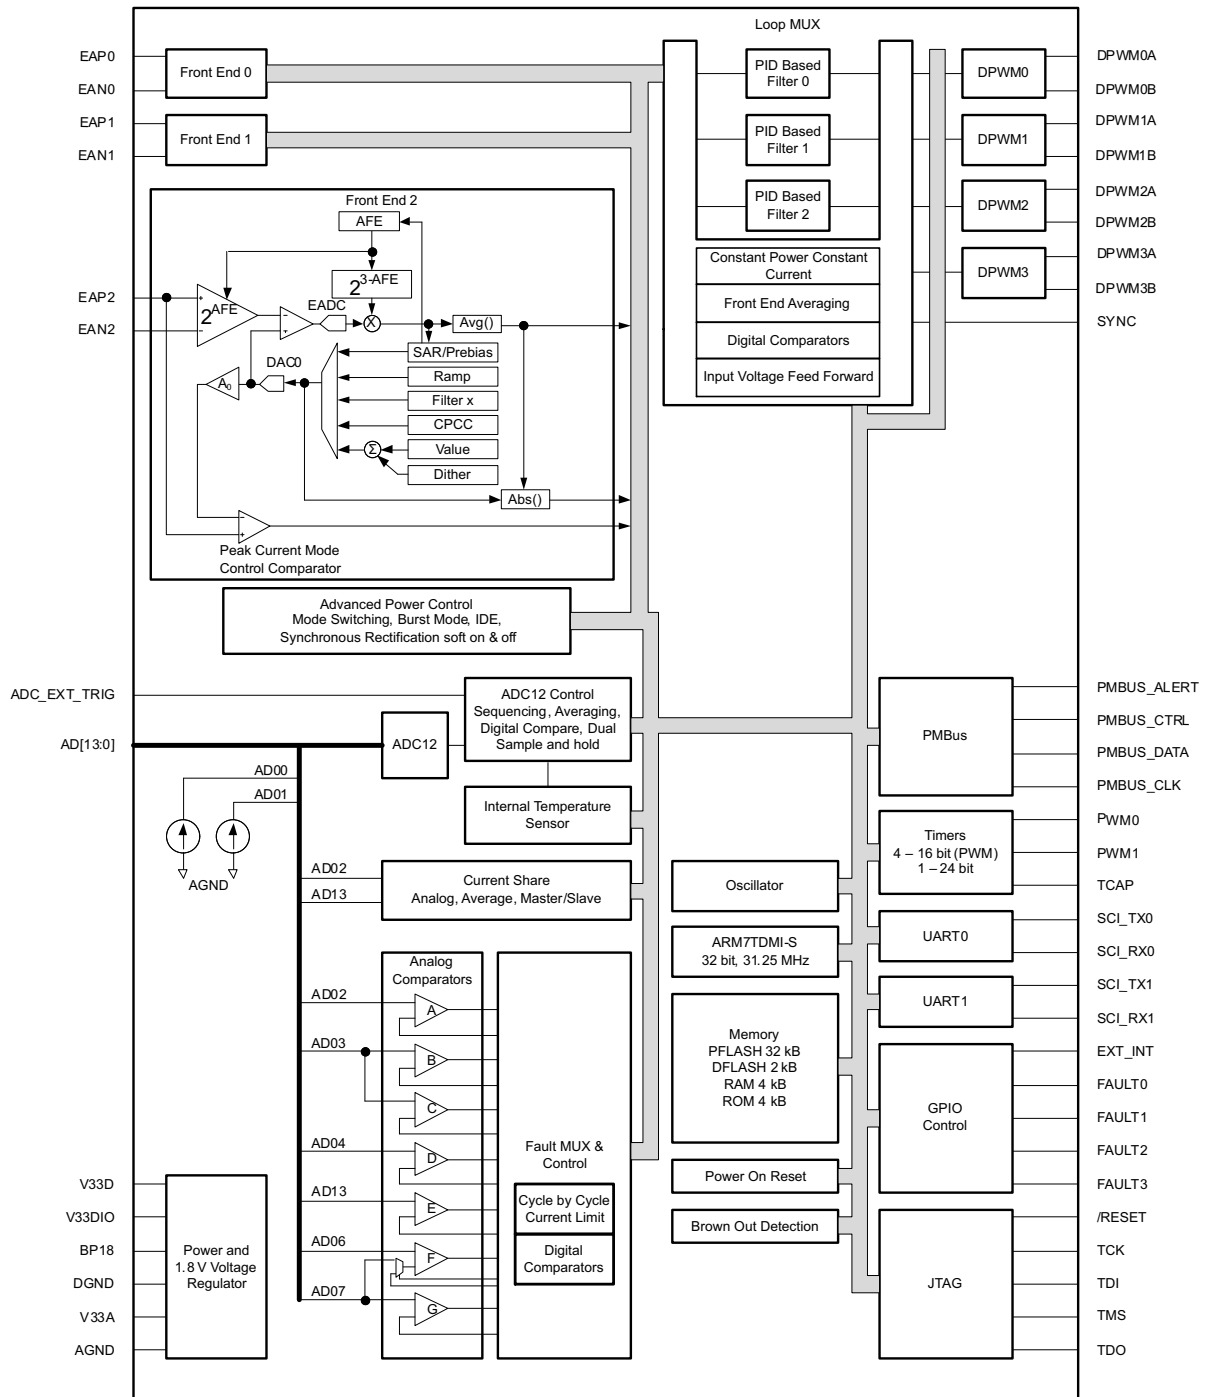 Loop MUX
EAP0
EAN0
EAP1
EAN1
EAP2
EAN2
ADC_EXT_TRIG
AD[13:0]
V33D
V33DIO
BP18
DGND
V33A
AGND
Front End 0
Front End 1
Front End 2
AFE
2^3-AFE
2^AFE
EADC
X
Avg()
SAR/Prebias
Ramp
Filter x
CPCC
Value
Dither
Σ
DAC0
A0
Abs()
Peak Current Mode
Control Comparator
Advanced Power Control
Mode Switching, Burst Mode, IDE,
Synchronous Rectification soft on & off
PID Based
Filter 0
PID Based
Filter 1
PID Based
Filter 2
Constant Power Constant
Current
Front End Averaging
Digital Comparators
Input Voltage Feed Forward
DPWM0
DPWM1
DPWM2
DPWM3
DPWM0A
DPWM0B
DPWM1A
DPWM1B
DPWM2A
DPWM2B
DPWM3A
DPWM3B
SYNC
ADC12
ADC12 Control
Sequencing, Averaging,
Digital Compare, Dual
Sample and hold
Internal Temperature
Sensor
AD00
AD01
AGND
AD02
AD13
Current Share
Analog, Average, Master/Slave
Analog
Comparators
AD02
AD03
AD04
AD13
AD06
AD07
A
B
C
D
E
F
G
Fault MUX &
Control
Cycle by Cycle
Current Limit
Digital
Comparators
Power and
1.8 V Voltage
Regulator
Oscillator
ARM7TDMI-S
32 bit, 31.25 MHz
Memory
PFLASH 32 kB
DFLASH 2 kB
RAM 4 kB
ROM 4 kB
Power On Reset
Brown Out Detection
PMBus
Timers
4 – 16 bit (PWM)
1 – 24 bit
UART0
UART1
GPIO
Control
JTAG
PMBUS_ALERT
PMBUS_CTRL
PMBUS_DATA
PMBUS_CLK
PWM0
PWM1
TCAP
SCI_TX0
SCI_RX0
SCI_TX1
SCI_RX1
EXT_INT
FAULT0
FAULT1
FAULT2
FAULT3
/RESET
TCK
TDI
TMS
TDO